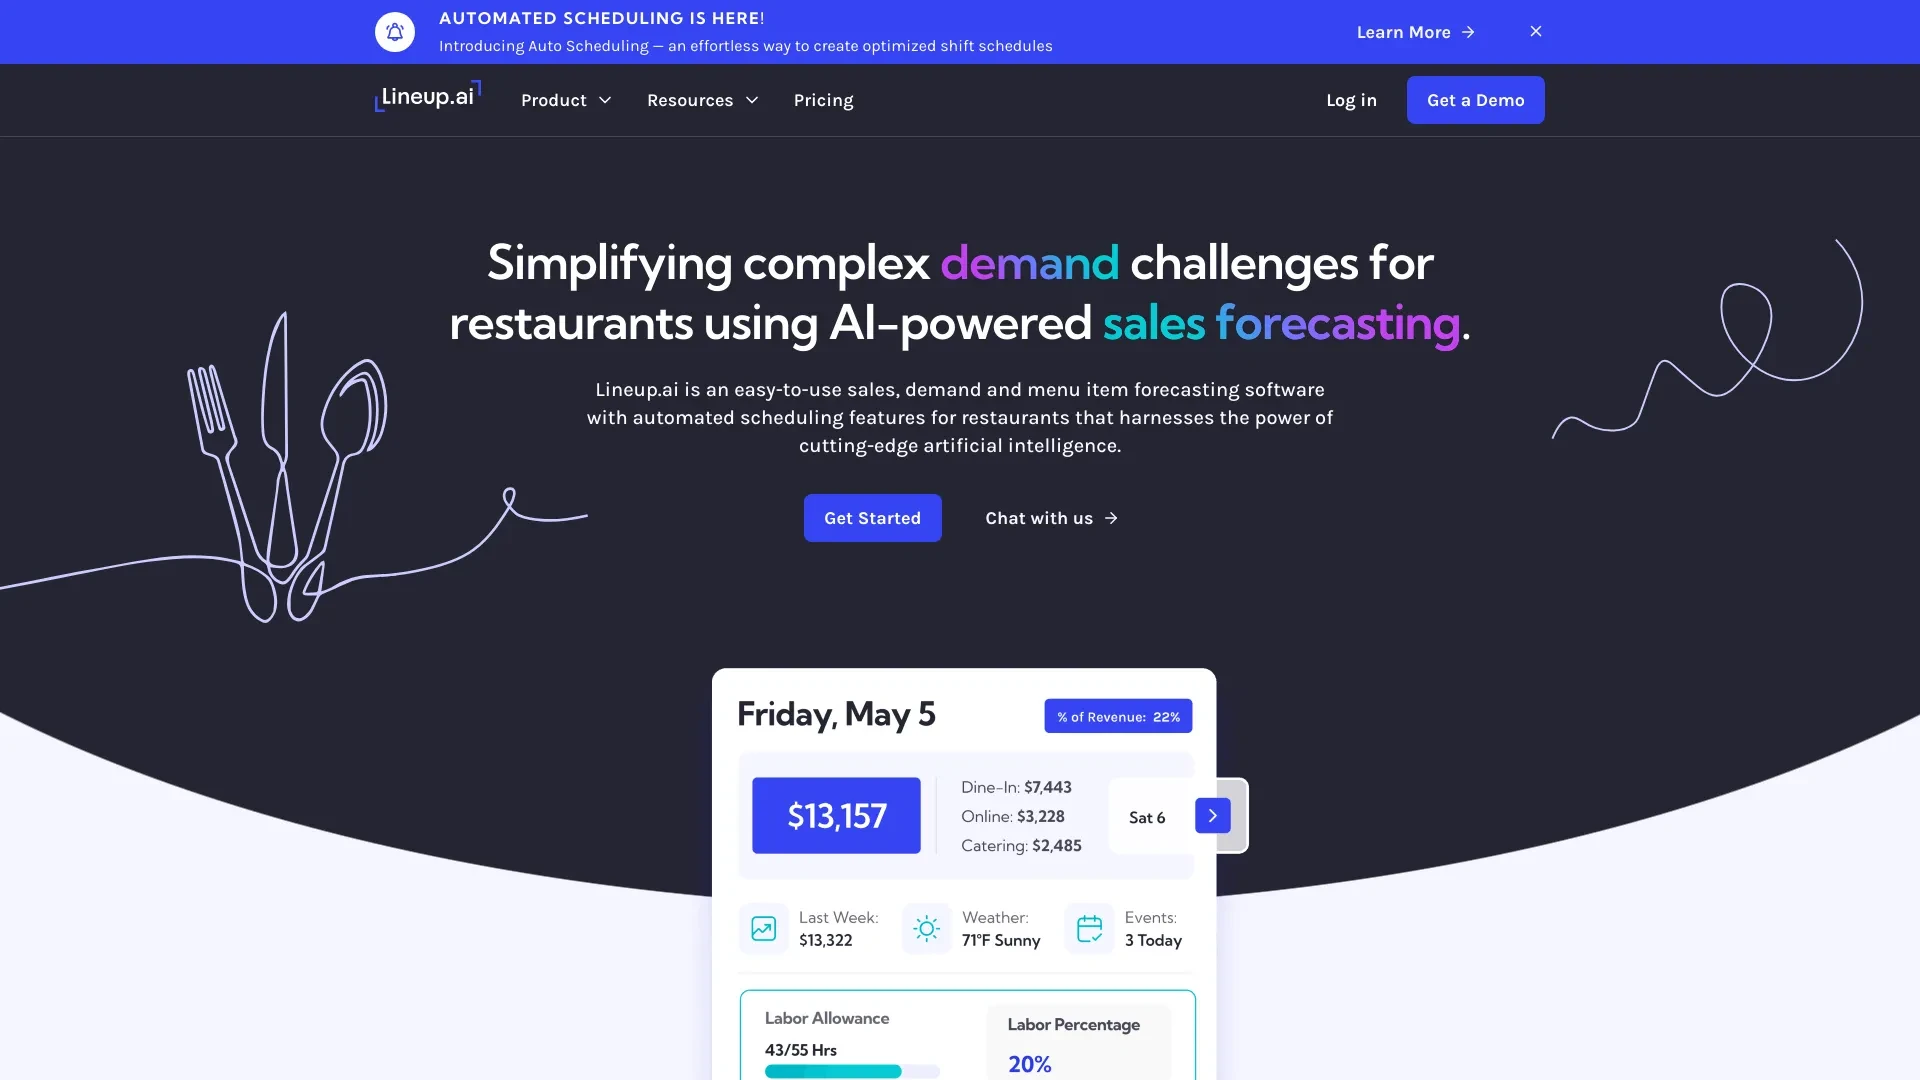 AUTOMATED SCHEDULING IS HERE!
Introducing Auto Scheduling — an effortless way to create optimized shift schedules
Learn More
Lineup.ai
Product
Resources
Pricing
Log in
Get a Demo
Simplifying complex demand challenges for
restaurants using AI-powered sales forecasting.
Lineup.ai is an easy-to-use sales, demand and menu item forecasting software
with automated scheduling features for restaurants that harnesses the power of
cutting-edge artificial intelligence.
Get Started
Chat with us
Friday, May 5
% of Revenue: 22%
$13,157
Dine-In: $7,443
Online: $3,228
Catering: $2,485
Sat 6
Last Week:
$13,322
Weather:
71°F Sunny
Events:
3 Today
Labor Allowance
43/55 Hrs
Labor Percentage
20%